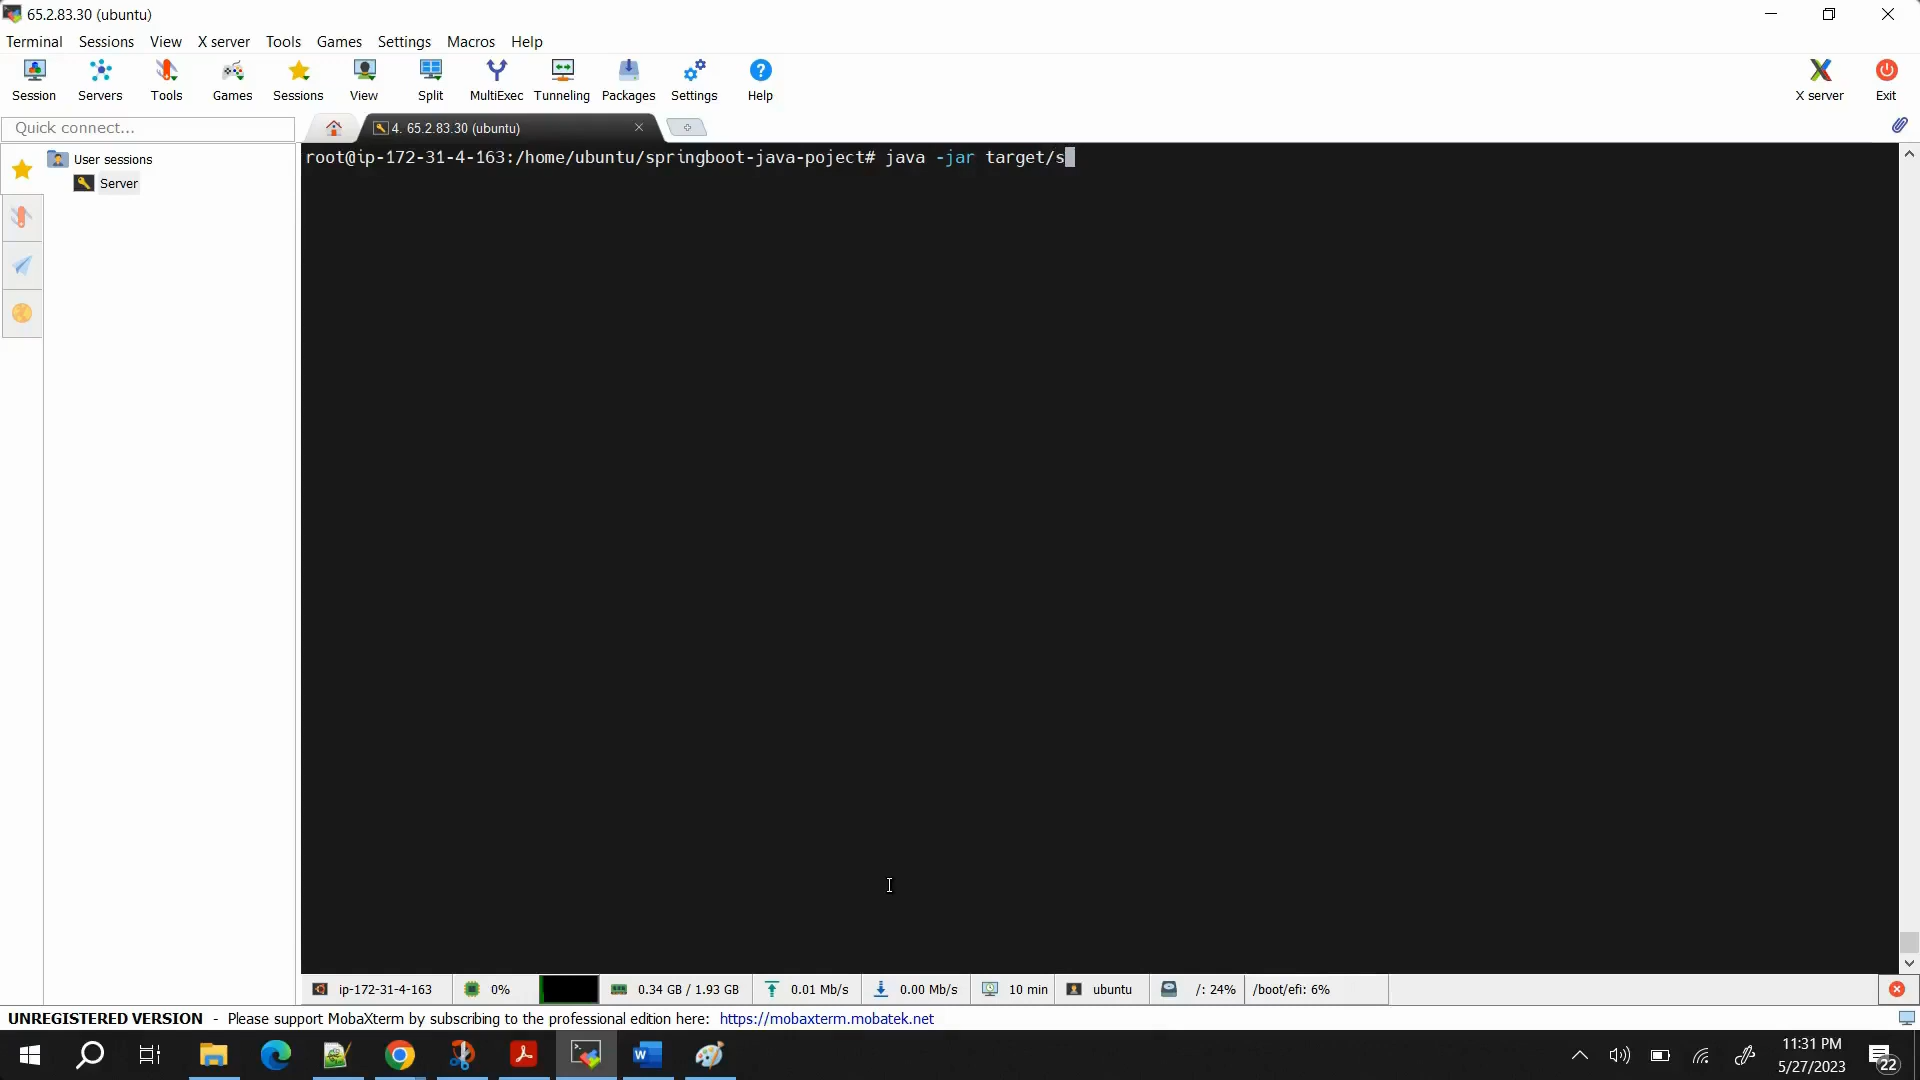 65.2.83.30 (ubuntu)
Terminal Sessions View X server Tools Games Settings Macros Help
Session Servers Tools Games Sessions View Split MultiExec Tunneling Packages Settings Help X server Exit
Quick connect...
4. 65.2.83.30 (ubuntu)
User sessions
Server
root@ip-172-31-4-163:/home/ubuntu/springboot-java-poject# java -jar target/s
ip-172-31-4-163 0% 0.34 GB / 1.93 GB 0.01 Mb/s 0.00 Mb/s 10 min ubuntu /: 24% /boot/efi: 6%
UNREGISTERED VERSION - Please support MobaXterm by subscribing to the professional edition here: https://mobaxterm.mobatek.net
11:31 PM
5/27/2023
22